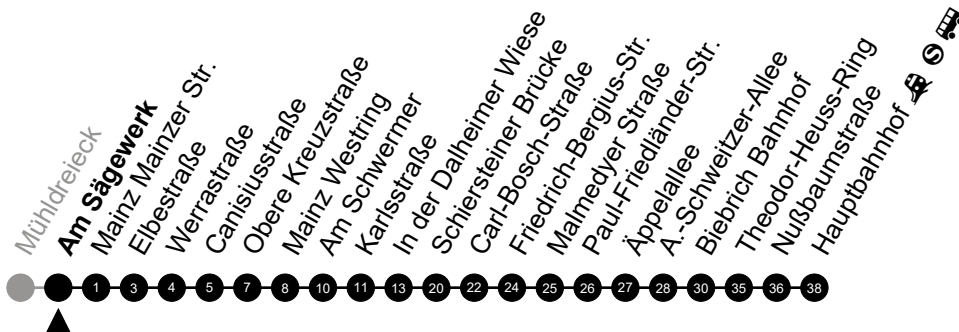 Mühldreieck
Am Sägewerk
Mainz Mainzer Str.
Elbestraße
Werrastraße
Canisiusstraße
Obere Kreuzstraße
Mainz Westring
Am Schwermer
Karlsstraße
In der Dalheimer Wiese
Schiersteiner Brücke
Carl-Bosch-Straße
Friedrich-Bergius-Str.
Malmedyer Straße
Paul-Friedländer-Str.
Äppelallee
A.-Schweitzer-Allee
Biebrich Bahnhof
Theodor-Heuss-Ring
Nußbaumstraße
Hauptbahnhof S
1 3 4 5 7 8 10 11 13 20 22 24 25 26 27 28 30 35 36 38